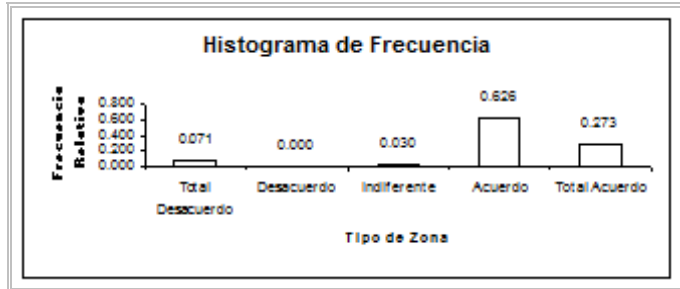 Histograma de Frecuencia
Frecuencia
Relativa
0.800
0.600
0.400
0.200
0.000
0.071
0.000
0.030
0.626
0.273
Total
Desacuerdo
Desacuerdo
Indiferente
Acuerdo
Total Acuerdo
Tipo de Zona